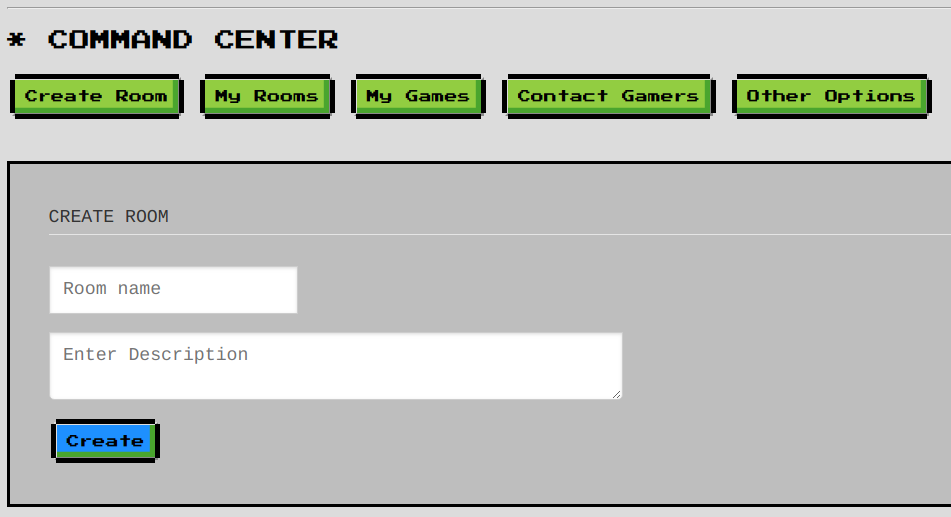 * COMMAND CENTER
Create Room My Rooms My Games Contact Gamers Other Options
CREATE ROOM
Room name
Enter Description
Create